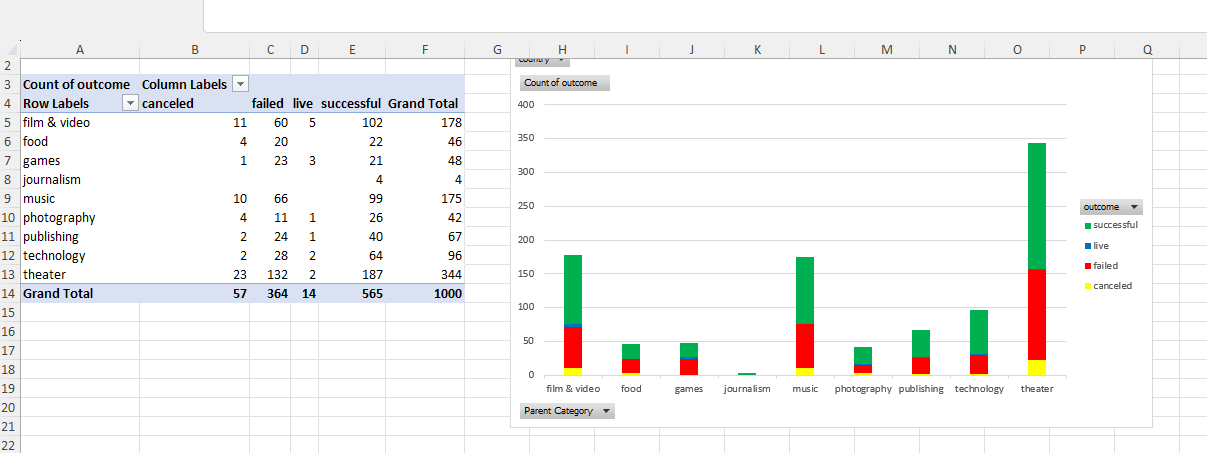 A B C D E F G H I J K L M N O P Q
2 country
3 Count of outcome Column Labels
Count of outcome
4 Row Labels canceled failed live successful Grand Total
5 film & video 11 60 5 102 178
6 food 4 20 22 46
7 games 1 23 3 21 48
8 journalism 4 4
9 music 10 66 99 175
10 photography 4 11 1 26 42
11 publishing 2 24 1 40 67
12 technology 2 28 2 64 96
13 theater 23 132 2 187 344
14 Grand Total 57 364 14 565 1000
15
16
17
18
19
20
21
22
400
350
300
250
200
150
100
50
0
film & video food games journalism music photography publishing technology theater
Parent Category
outcome
successful
live
failed
canceled